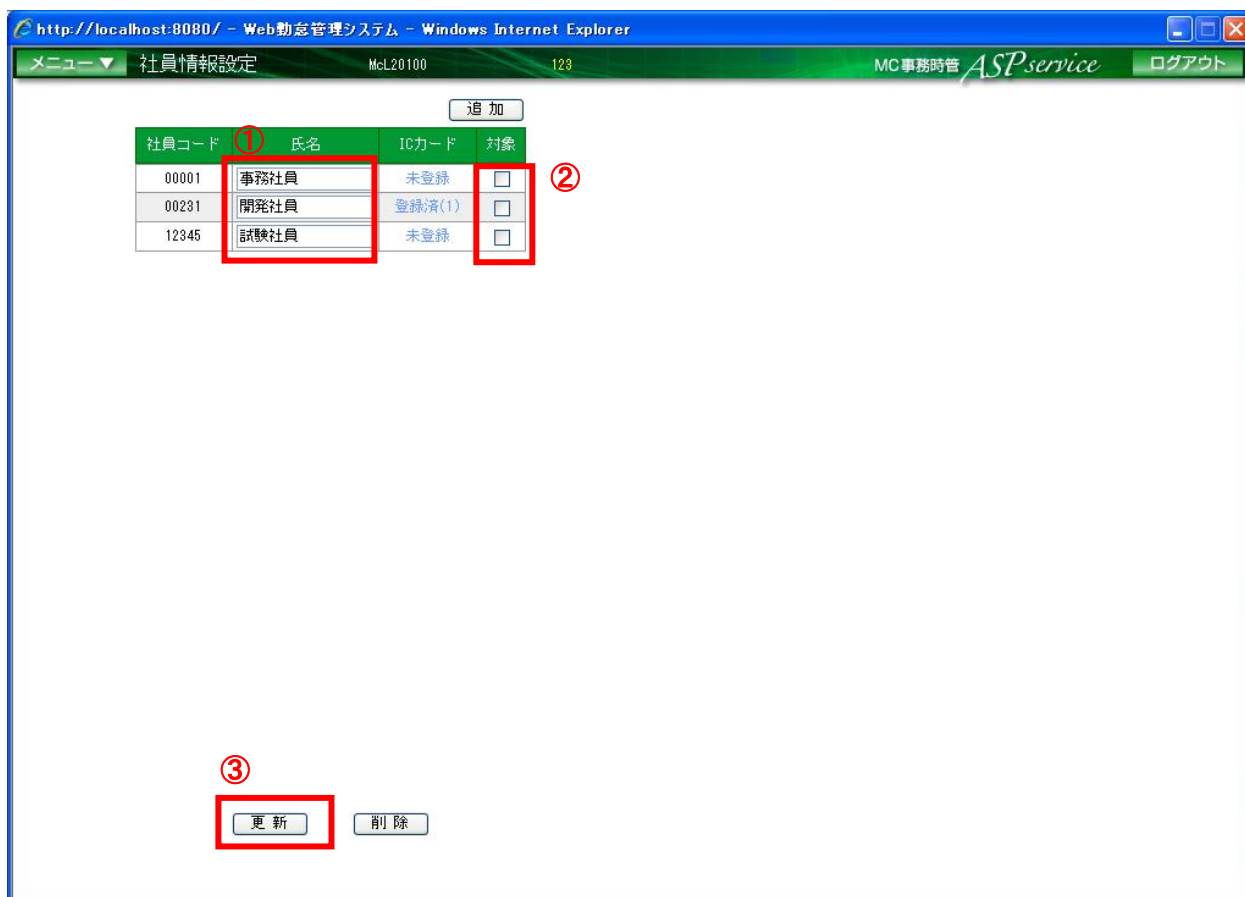 http://localhost:8080/ - Web勤怠管理システム - Windows Internet Explorer
メニュー▼ 社員情報設定 McL20100 123 MC事務時管 ASP service ログアウト
追 加
社員コード ① 氏名 ICカード 対象
00001 事務社員 未登録 ②
00231 開発社員 登録済(1)
12345 試験社員 未登録
③
更 新 削 除